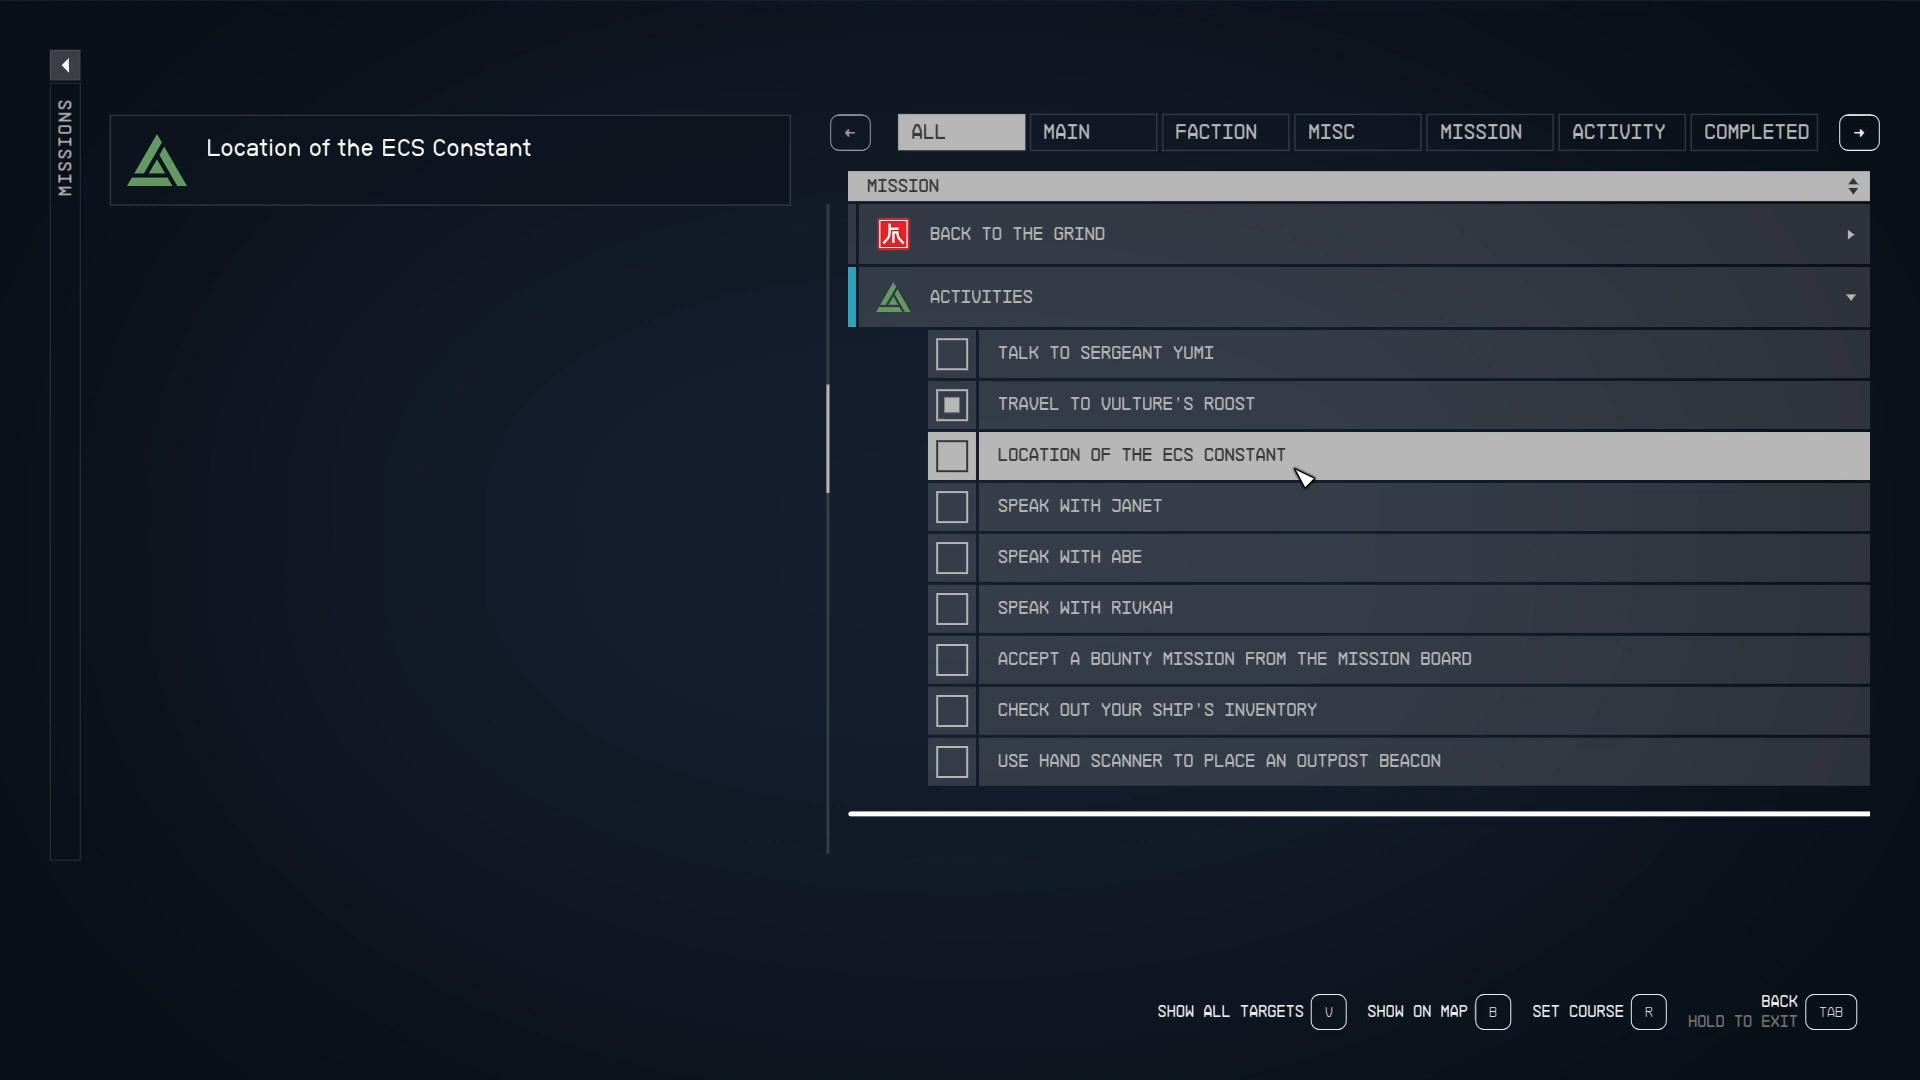 MISSIONS
Location of the ECS Constant
ALL
MAIN
FACTION
MISC
MISSION
ACTIVITY
COMPLETED
MISSION
BACK TO THE GRIND
ACTIVITIES
TALK TO SERGEANT YUMI
TRAVEL TO VULTURE'S ROOST
LOCATION OF THE ECS CONSTANT
SPEAK WITH JANET
SPEAK WITH ABE
SPEAK WITH RIVKAH
ACCEPT A BOUNTY MISSION FROM THE MISSION BOARD
CHECK OUT YOUR SHIP'S INVENTORY
USE HAND SCANNER TO PLACE AN OUTPOST BEACON
SHOW ALL TARGETS V
SHOW ON MAP B
SET COURSE R
BACK
HOLD TO EXIT
TAB